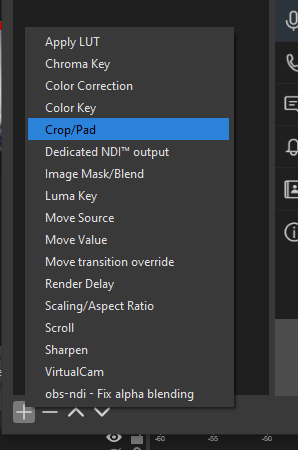 Apply LUT
Chroma Key
Color Correction
Color Key
Crop/Pad
Dedicated NDI™ output
Image Mask/Blend
Luma Key
Move Source
Move Value
Move transition override
Render Delay
Scaling/Aspect Ratio
Scroll
Sharpen
VirtualCam
obs-ndi - Fix alpha blending
-60 -55 -50